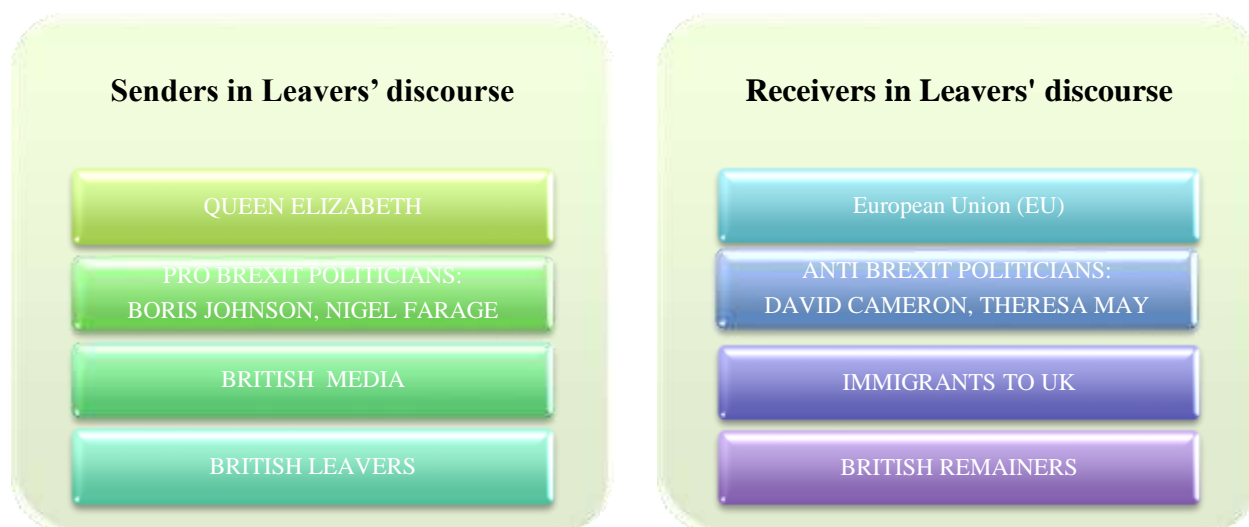 Senders in Leavers’ discourse
QUEEN ELIZABETH
PRO BREXIT POLITICIANS:
BORIS JOHNSON, NIGEL FARAGE
BRITISH MEDIA
BRITISH LEAVERS
Receivers in Leavers' discourse
European Union (EU)
ANTI BREXIT POLITICIANS:
DAVID CAMERON, THERESA MAY
IMMIGRANTS TO UK
BRITISH REMAINERS